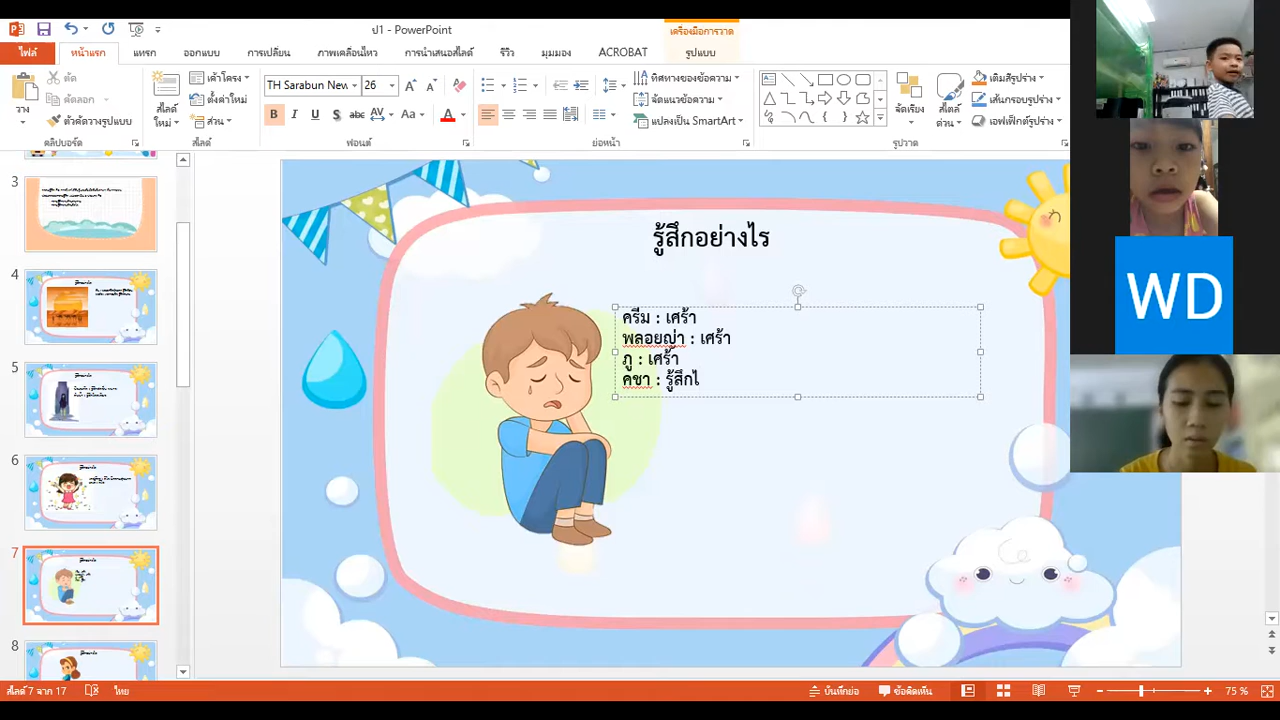 ป1 - PowerPoint
เครื่องมือการวาด
ไฟล์
หน้าแรก
แทรก
ออกแบบ
การเปลี่ยน
ภาพเคลื่อนไหว
การนำเสนอสไลด์
รีวิว
มุมมอง
ACROBAT
รูปแบบ
วาง
ตัด
คัดลอก
ตัวคัดวางรูปแบบ
คลิปบอร์ด
สไลด์
ใหม่
เค้าโครง
ตั้งค่าใหม่
ส่วน
สไลด์
TH Sarabun New
26
B
I
U
S
abc
AV
Aa
A
ฟอนต์
ทิศทางของข้อความ
จัดแนวข้อความ
แปลงเป็น SmartArt
ย่อหน้า
จัดเรียง
สไตล์
ด่วน
เติมสีรูปร่าง
เส้นกรอบรูปร่าง
เอฟเฟ็กต์รูปร่าง
รูปวาด
3
4
5
6
7
8
รู้สึกอย่างไร
ครีม : เศร้า
พลอยญ่า : เศร้า
ภู : เศร้า
คชา : รู้สึกไ
WD
สไลด์ 7 จาก 17
ไทย
บันทึกย่อ
ข้อคิดเห็น
75 %